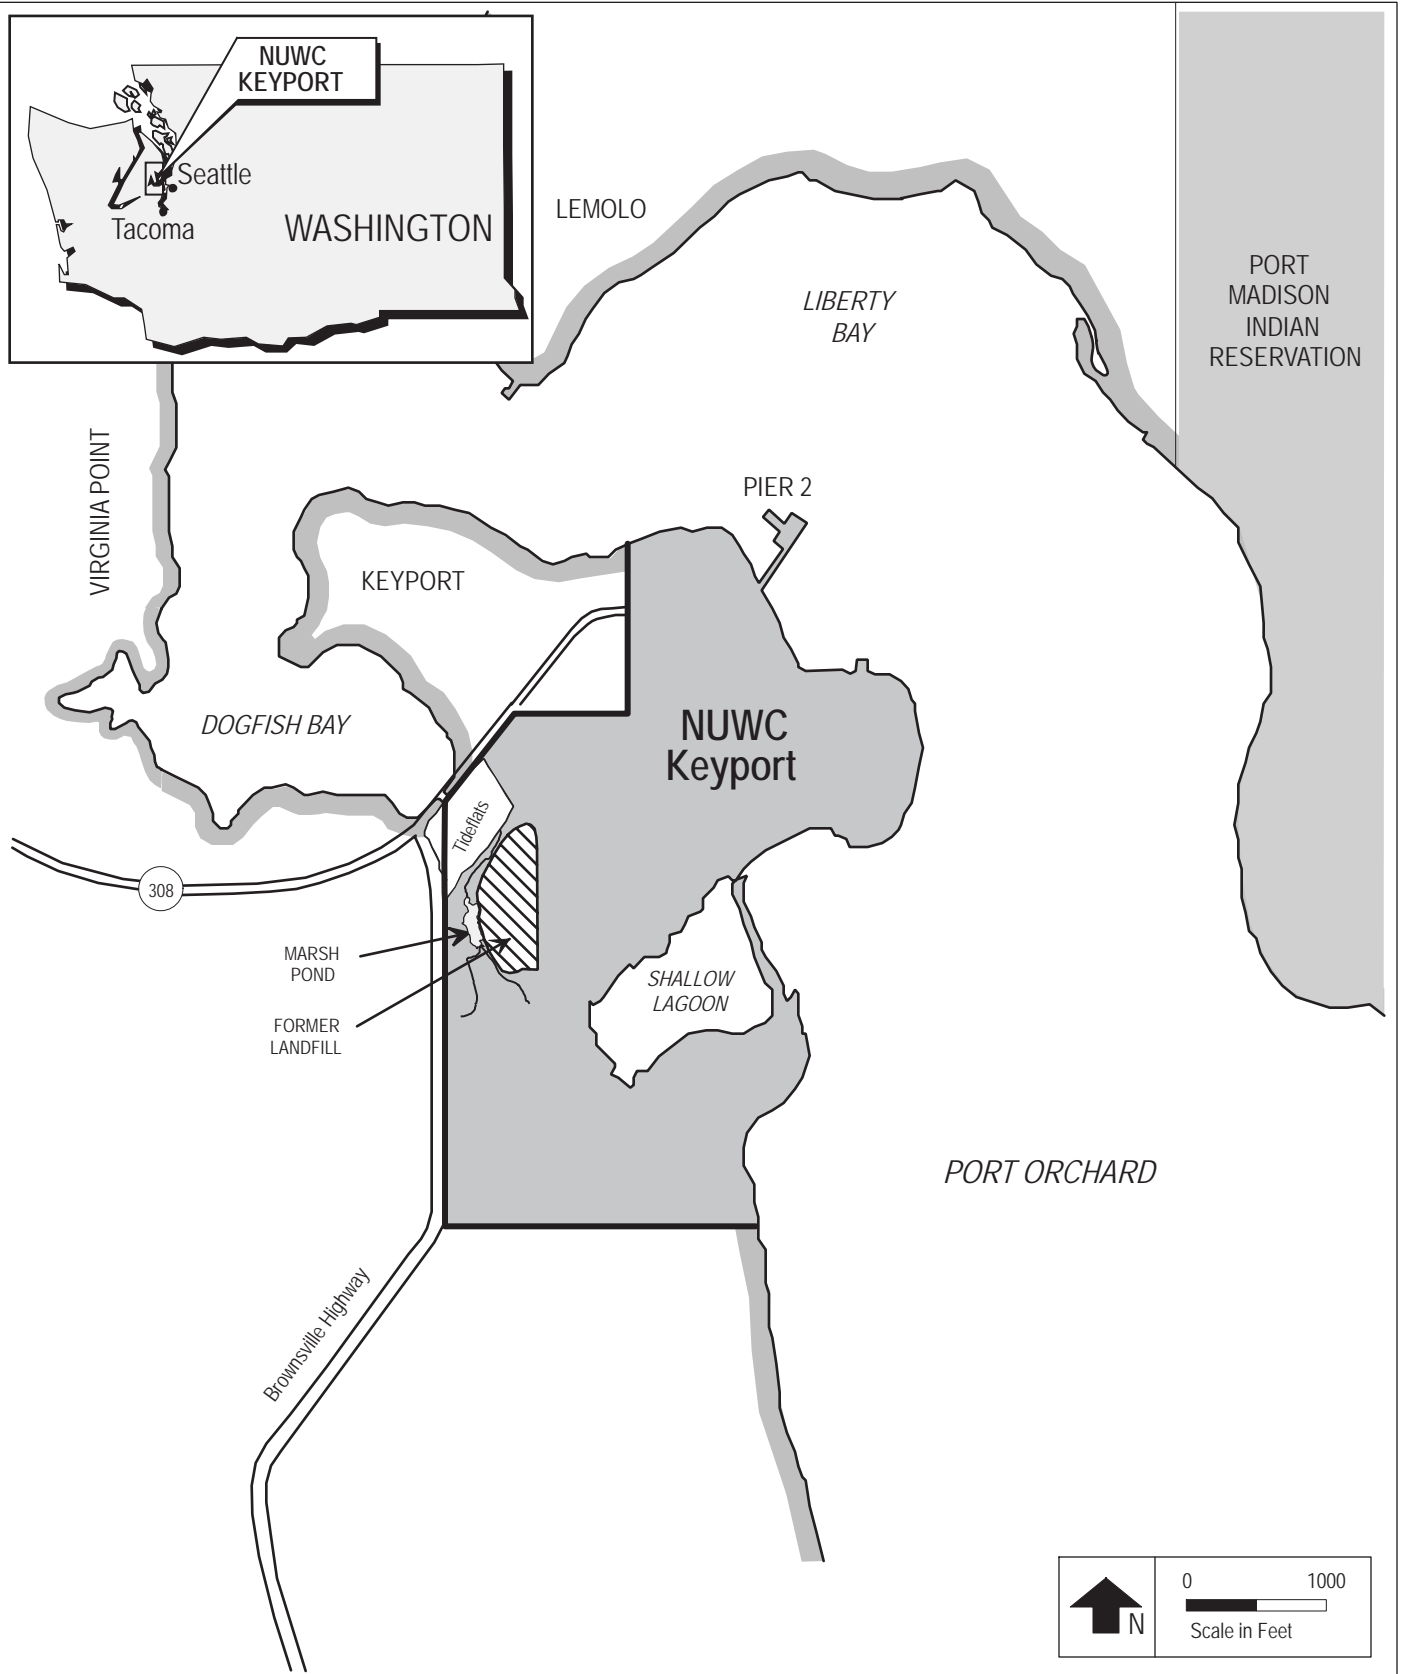 NUWC
KEYPORT
Seattle
Tacoma
WASHINGTON
LEMOLO
LIBERTY
BAY
PORT
MADISON
INDIAN
RESERVATION
VIRGINIA POINT
PIER 2
KEYPORT
DOGFISH BAY
NUWC
Keyport
Tideflats
308
MARSH
POND
SHALLOW
LAGOON
FORMER
LANDFILL
PORT ORCHARD
Brownsville Highway
N
0 1000
Scale in Feet